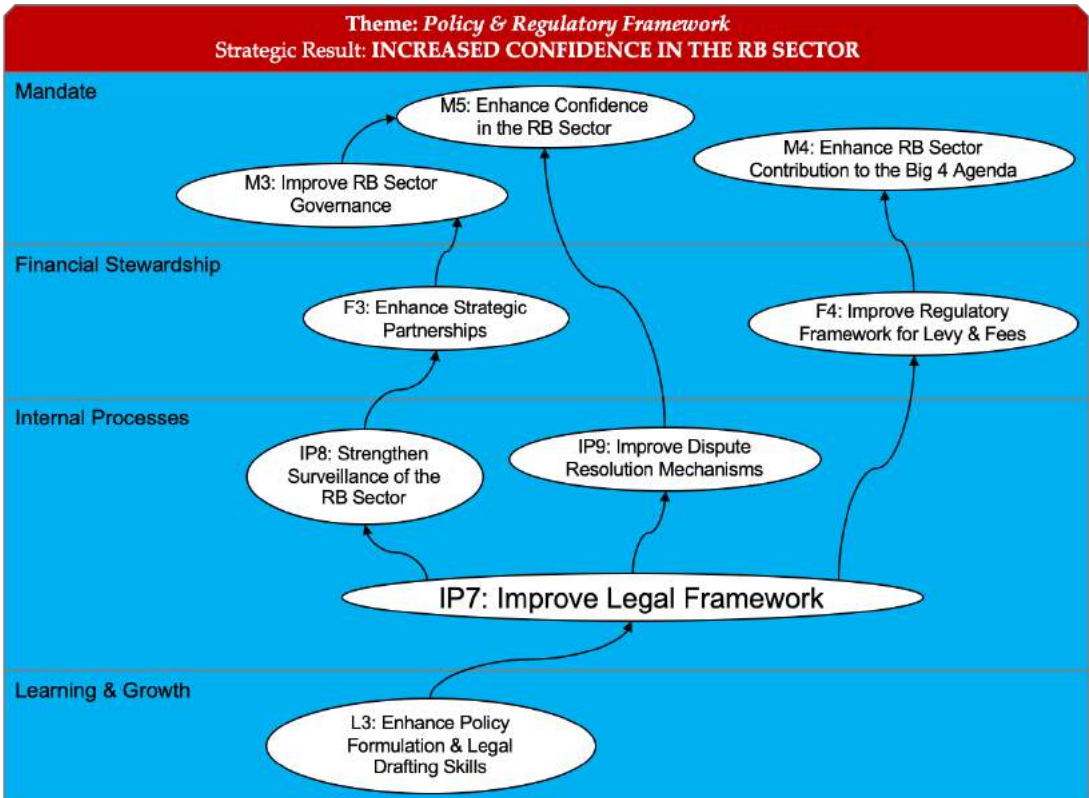 Theme: Policy & Regulatory Framework
Strategic Result: INCREASED CONFIDENCE IN THE RB SECTOR
Mandate
M5: Enhance Confidence
in the RB Sector
M4: Enhance RB Sector
Contribution to the Big 4 Agenda
M3: Improve RB Sector
Governance
Financial Stewardship
F3: Enhance Strategic
Partnerships
F4: Improve Regulatory
Framework for Levy & Fees
Internal Processes
IP8: Strengthen
Surveillance of the
RB Sector
IP9: Improve Dispute
Resolution Mechanisms
IP7: Improve Legal Framework
Learning & Growth
L3: Enhance Policy
Formulation & Legal
Drafting Skills